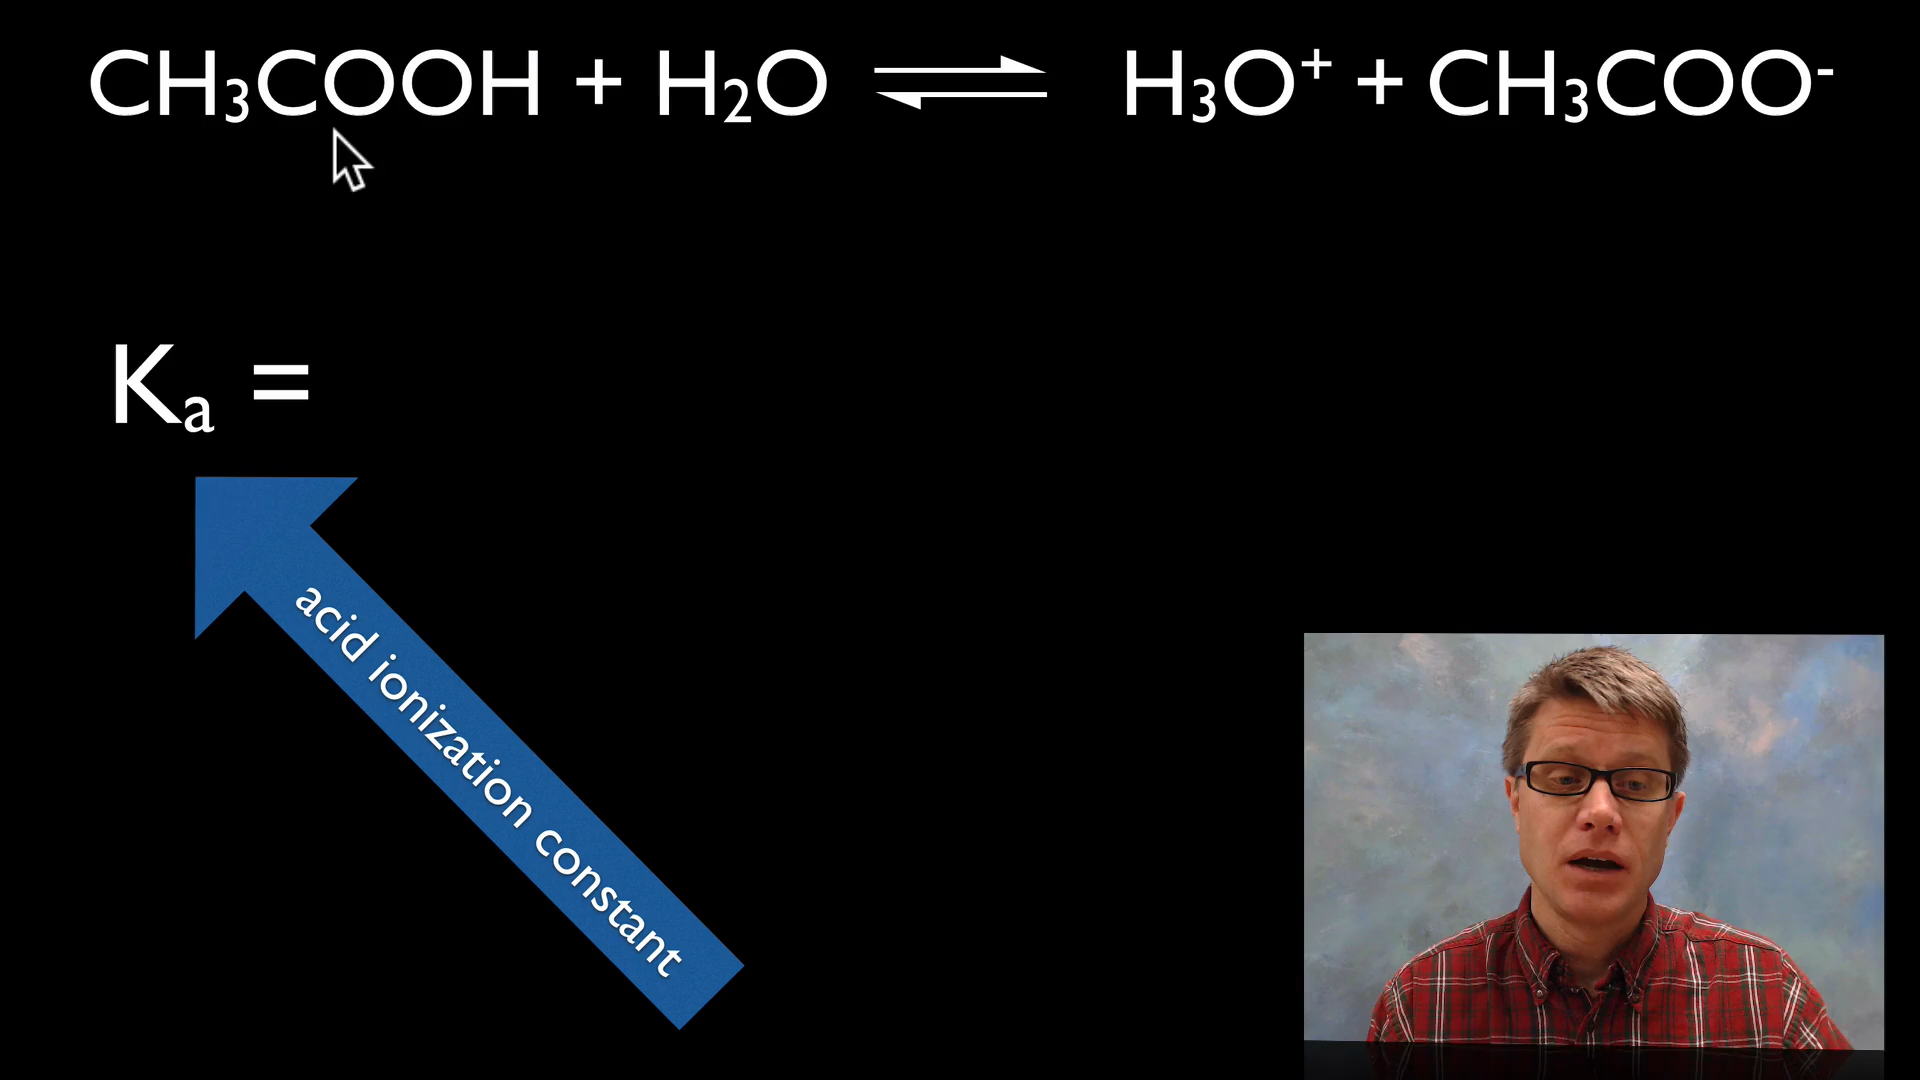 CH₃COOH + H₂O ⇌ H₃O⁺ + CH₃COO⁻
Kₐ =
acid ionization constant